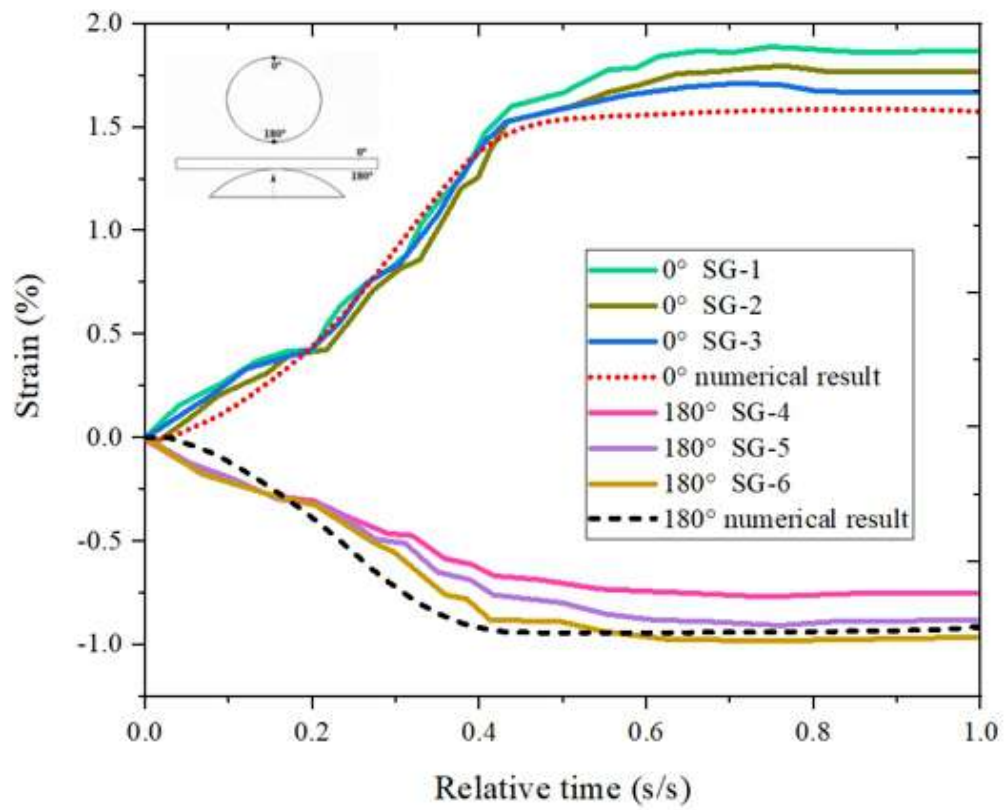 2.0
1.5
1.0
0.5
0.0
-0.5
-1.0
Strain (%)
0°
180°
0°
180°
0° SG-1
0° SG-2
0° SG-3
0° numerical result
180° SG-4
180° SG-5
180° SG-6
180° numerical result
0.0 0.2 0.4 0.6 0.8 1.0
Relative time (s/s)